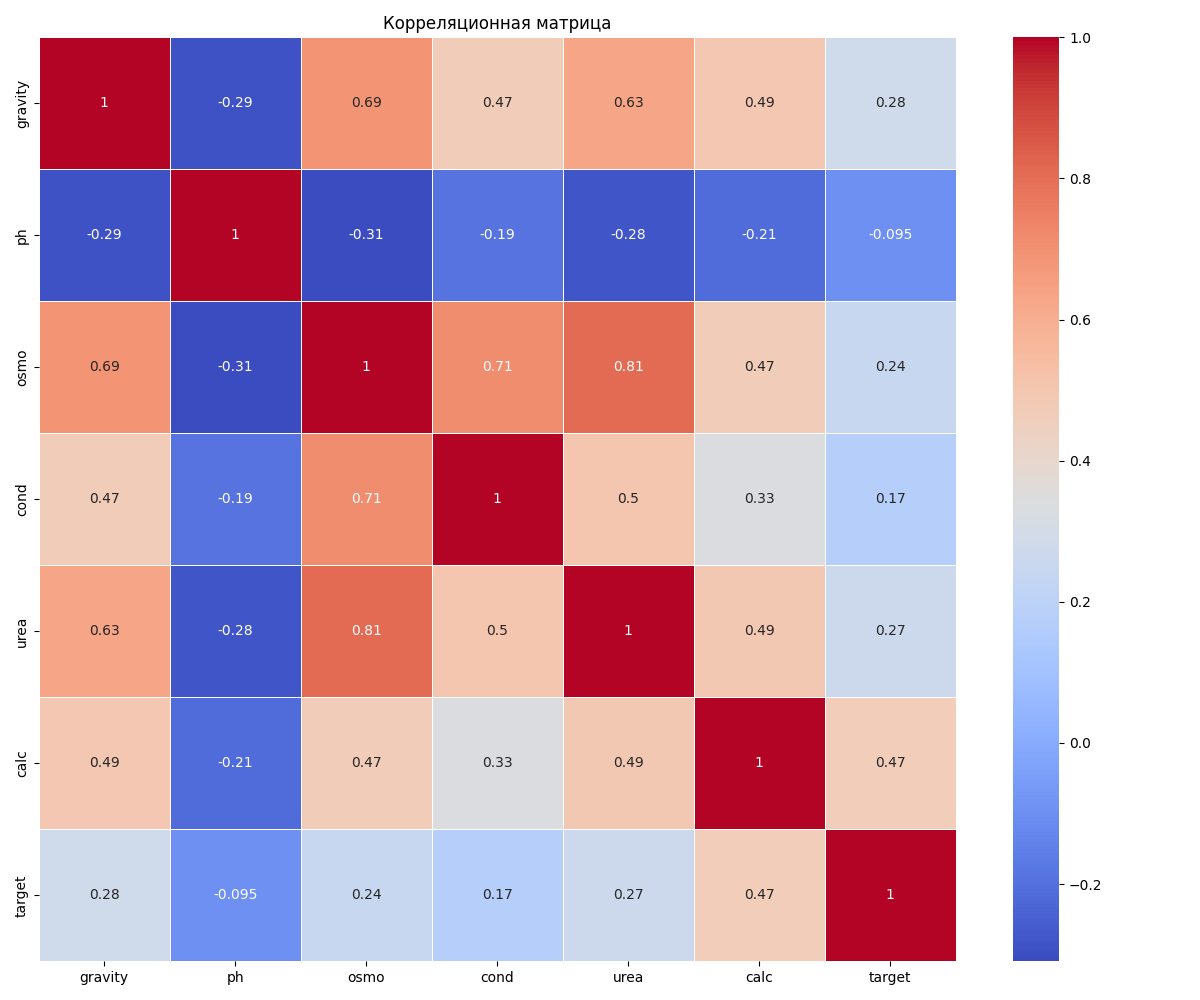 Корреляционная матрица
gravity 1 -0.29 0.69 0.47 0.63 0.49 0.28
ph -0.29 1 -0.31 -0.19 -0.28 -0.21 -0.095
osmo 0.69 -0.31 1 0.71 0.81 0.47 0.24
cond 0.47 -0.19 0.71 1 0.5 0.33 0.17
urea 0.63 -0.28 0.81 0.5 1 0.49 0.27
calc 0.49 -0.21 0.47 0.33 0.49 1 0.47
target 0.28 -0.095 0.24 0.17 0.27 0.47 1
gravity ph osmo cond urea calc target
1.0
0.8
0.6
0.4
0.2
0.0
−0.2